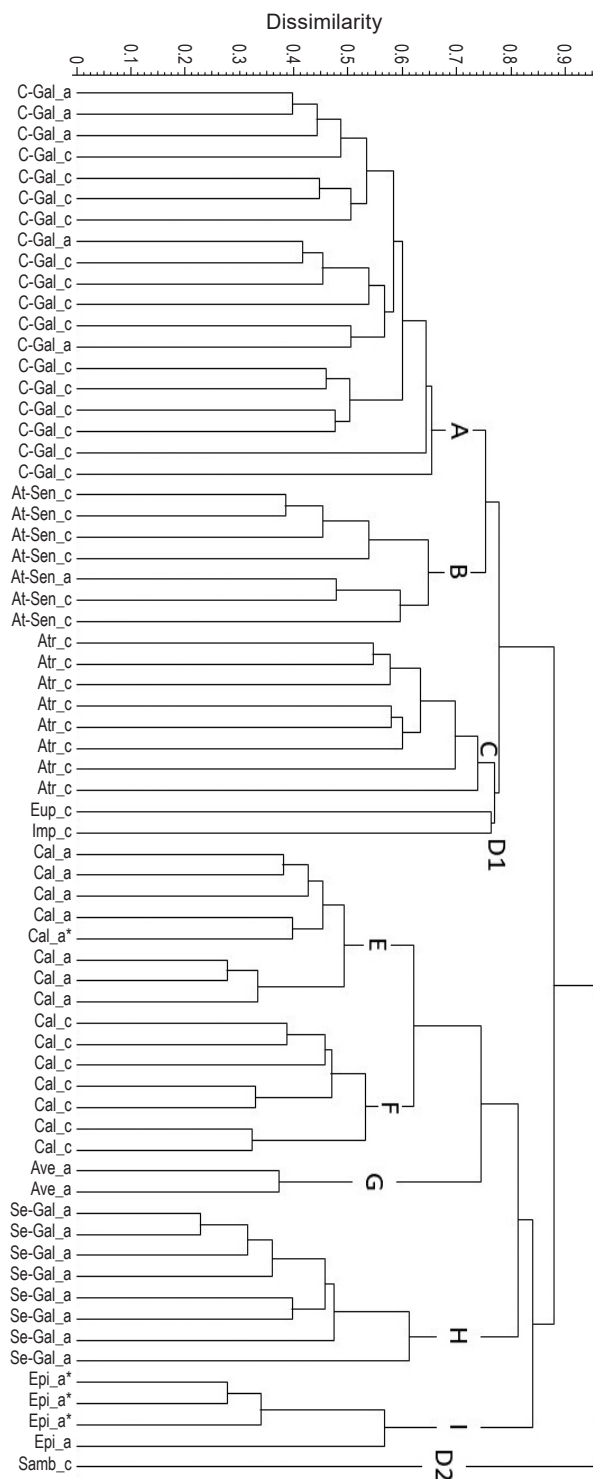 Dissimilarity
0
0.1
0.2
0.3
0.4
0.5
0.6
0.7
0.8
0.9
C-Gal_a
C-Gal_a
C-Gal_a
C-Gal_c
C-Gal_c
C-Gal_c
C-Gal_c
C-Gal_a
C-Gal_c
C-Gal_c
C-Gal_c
C-Gal_c
C-Gal_a
C-Gal_c
C-Gal_c
C-Gal_c
C-Gal_c
C-Gal_c
C-Gal_c
At-Sen_c
At-Sen_c
At-Sen_c
At-Sen_c
At-Sen_a
At-Sen_c
At-Sen_c
Atr_c
Atr_c
Atr_c
Atr_c
Atr_c
Atr_c
Atr_c
Atr_c
Eup_c
Imp_c
Cal_a
Cal_a
Cal_a
Cal_a
Cal_a*
Cal_a
Cal_a
Cal_a
Cal_c
Cal_c
Cal_c
Cal_c
Cal_c
Cal_c
Cal_c
Ave_a
Ave_a
Se-Gal_a
Se-Gal_a
Se-Gal_a
Se-Gal_a
Se-Gal_a
Se-Gal_a
Se-Gal_a
Se-Gal_a
Epi_a*
Epi_a*
Epi_a*
Epi_a
Samb_c
A
B
C
D1
E
F
G
H
I
D2